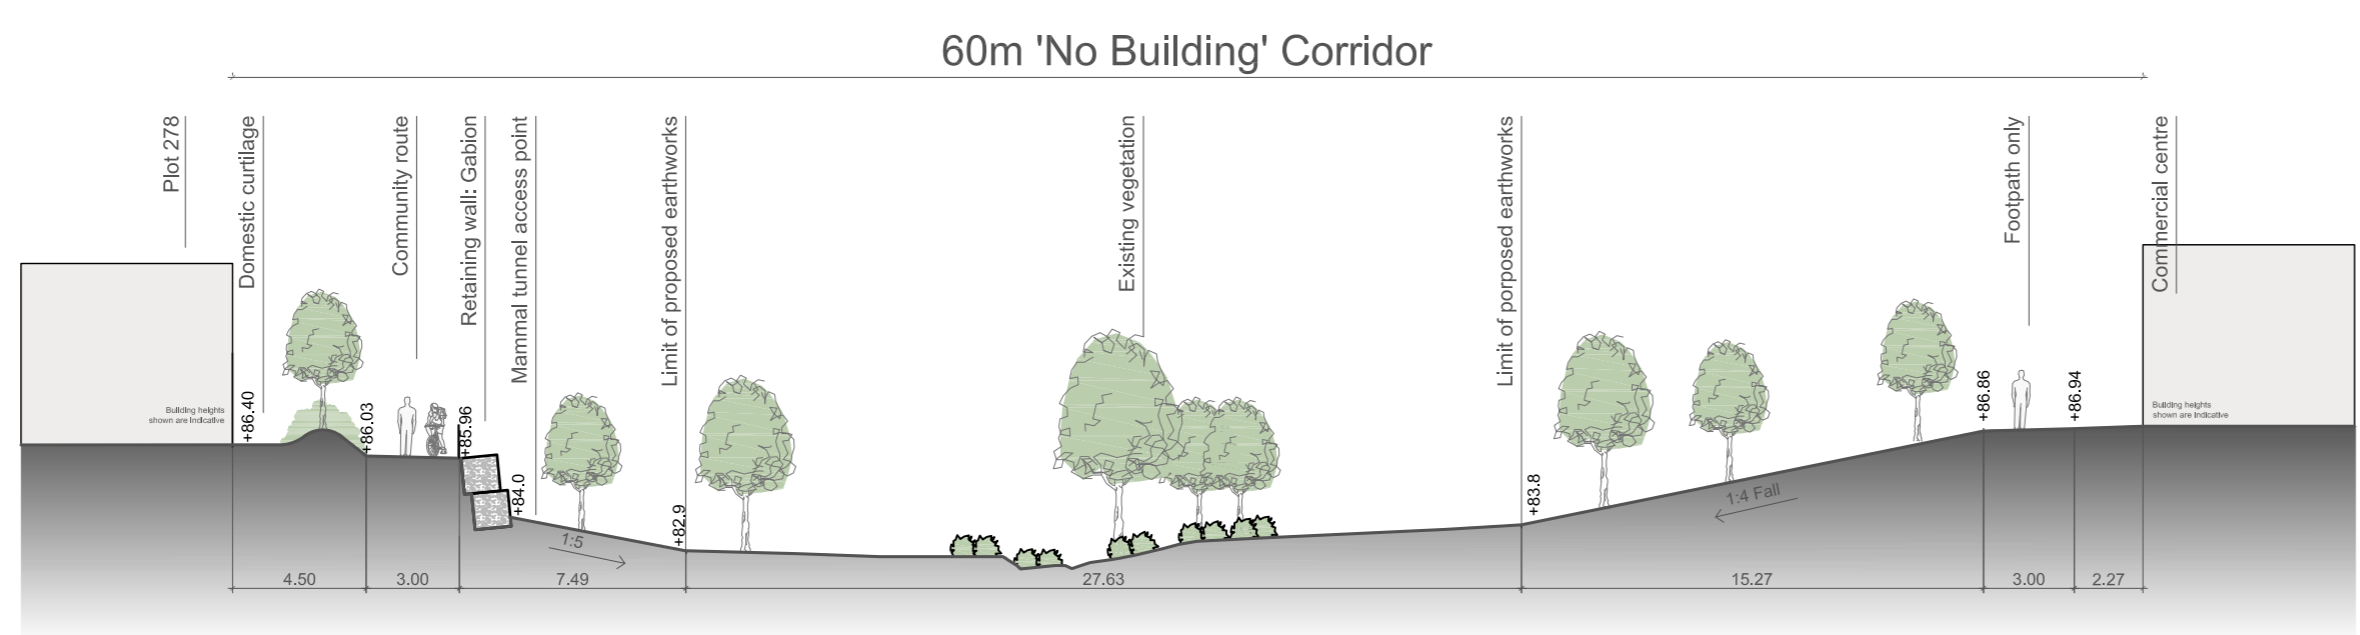 60m 'No Building' Corridor
Plot 278
Domestic curtilage
Community route
Retaining wall: Gabion
Mammal tunnel access point
Limit of proposed earthworks
Existing vegetation
Limit of porposed earthworks
Footpath only
Commercial centre
Building heights
shown are Indicative
+86.40
+86.03
+85.96
+84.0
+82.9
+83.8
+86.86
+86.94
Building heights
shown are Indicative
1:5
1:4 Fall
4.50
3.00
7.49
27.63
15.27
3.00
2.27